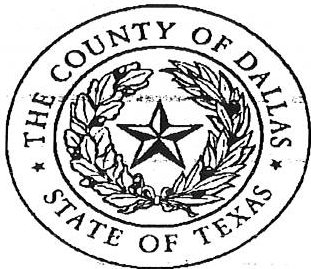 THE COUNTY OF DALLAS
STATE OF TEXAS